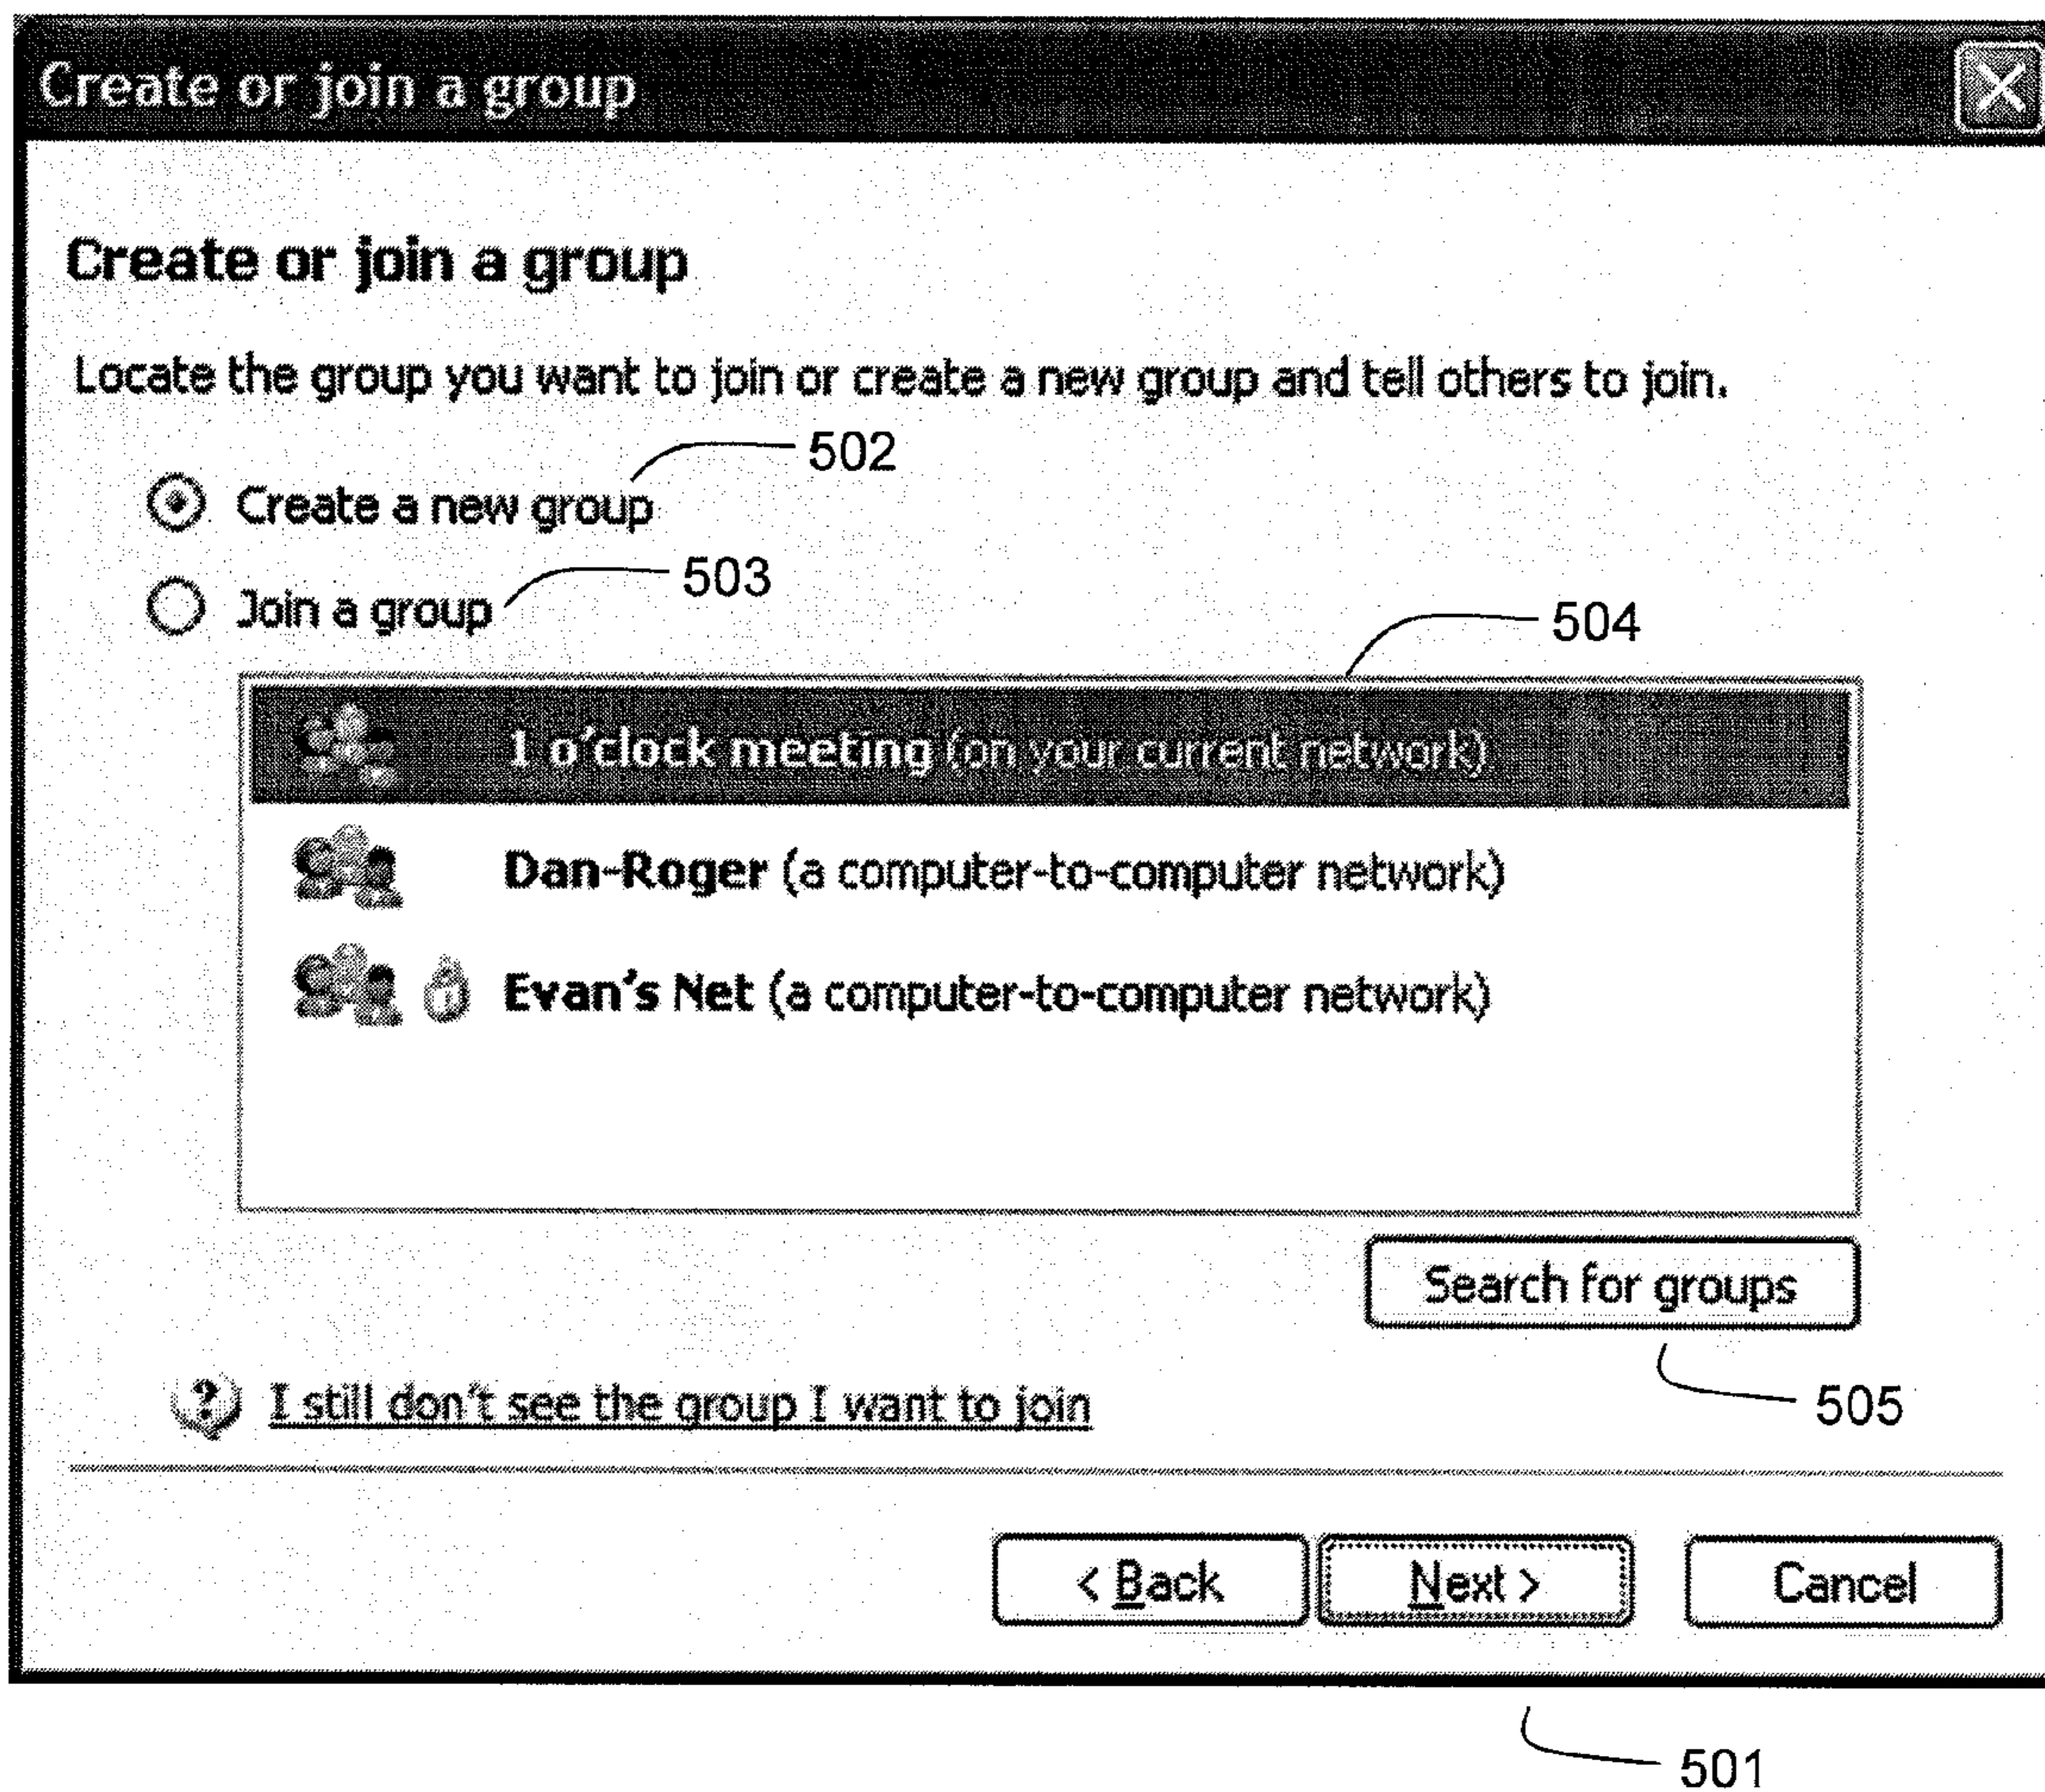 Create or join a group
Create or join a group
Locate the group you want to join or create a new group and tell others to join.
502
Create a new group
503
Join a group
504
1 o'clock meeting (on your current network)
Dan-Roger (a computer-to-computer network)
Evan's Net (a computer-to-computer network)
Search for groups
505
? I still don't see the group I want to join
< Back Next > Cancel
501